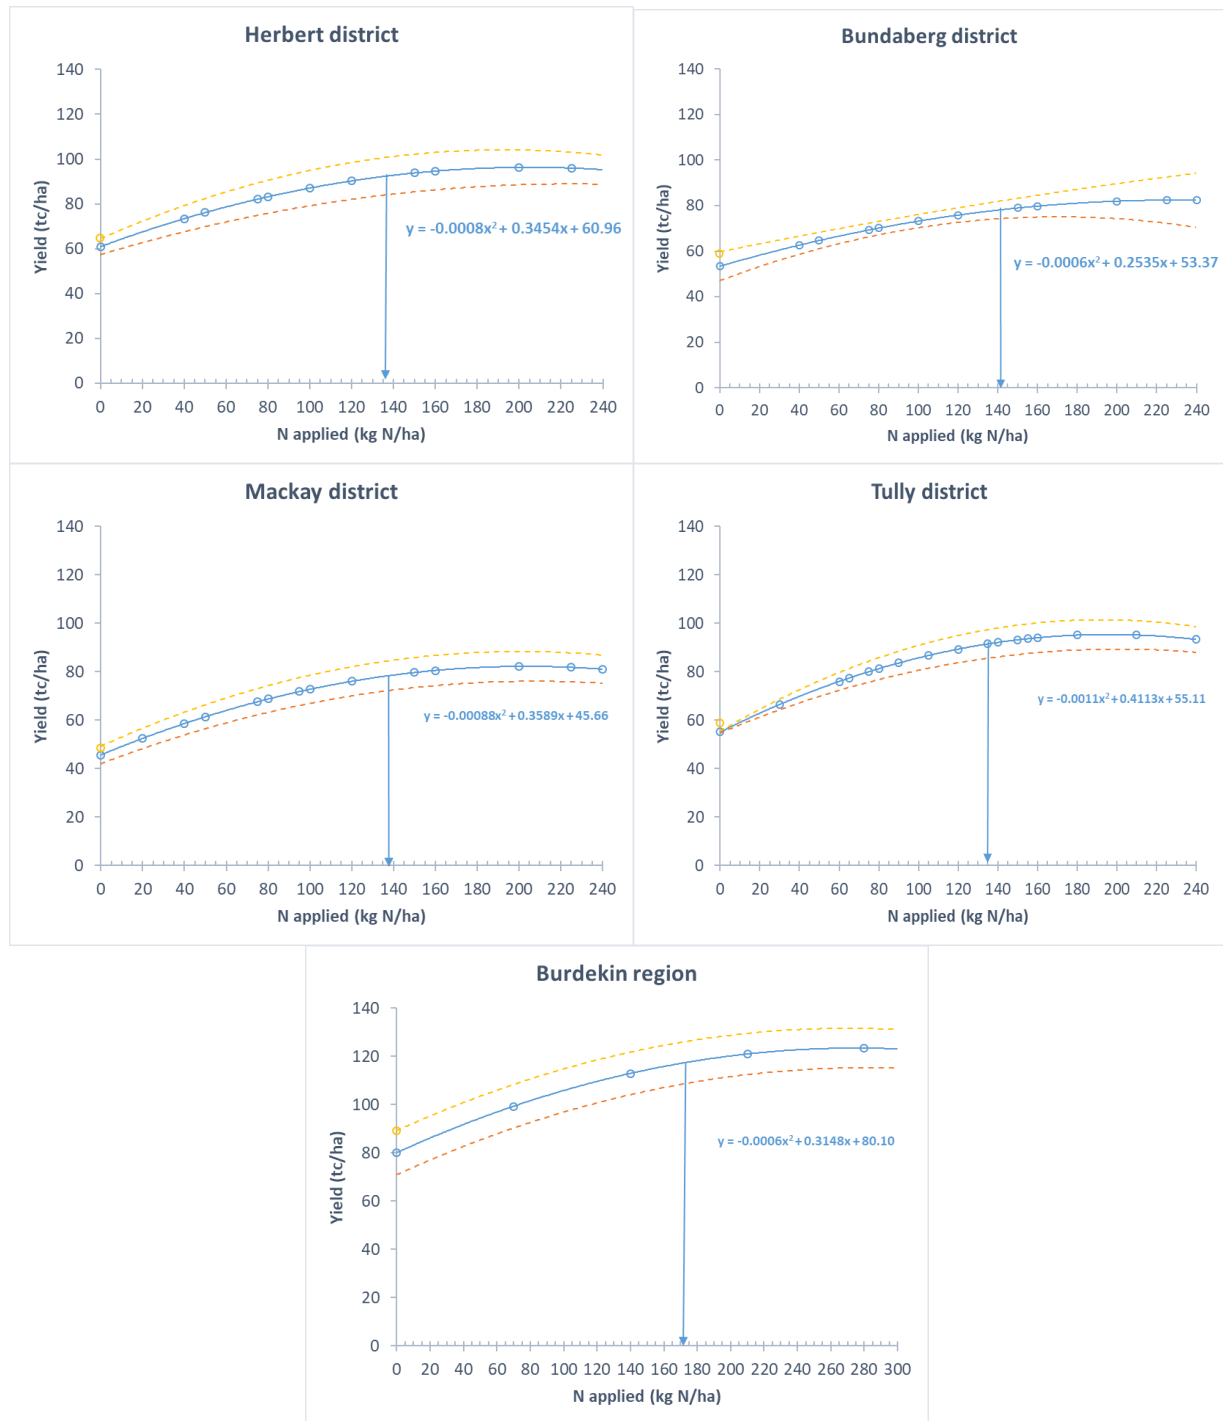 Herbert district
140
120
100
80
60
40
20
0
Yield (tc/ha)
y = -0.0008x² + 0.3454x + 60.96
0 20 40 60 80 100 120 140 160 180 200 220 240
N applied (kg N/ha)
Bundaberg district
140
120
100
80
60
40
20
0
Yield (tc/ha)
y = -0.0006x² + 0.2535x + 53.37
0 20 40 60 80 100 120 140 160 180 200 220 240
N applied (kg N/ha)
Mackay district
140
120
100
80
60
40
20
0
Yield (tc/ha)
y = -0.00088x² + 0.3589x + 45.66
0 20 40 60 80 100 120 140 160 180 200 220 240
N applied (kg N/ha)
Tully district
140
120
100
80
60
40
20
0
Yield (tc/ha)
y = -0.0011x² + 0.4113x + 55.11
0 20 40 60 80 100 120 140 160 180 200 220 240
N applied (kg N/ha)
Burdekin region
140
120
100
80
60
40
20
0
Yield (tc/ha)
y = -0.0006x² + 0.3148x + 80.10
0 20 40 60 80 100 120 140 160 180 200 220 240 260 280 300
N applied (kg N/ha)